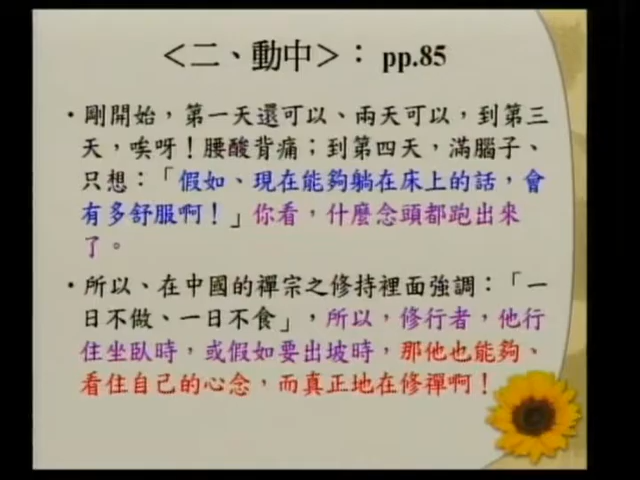 ＜二、動中＞： pp.85
•剛開始，第一天還可以、兩天可以，到第三
天，唉呀！腰酸背痛；到第四天，滿腦子、
只想：「假如、現在能夠躺在床上的話，會
有多舒服啊！」你看，什麼念頭都跑出來
了。
•所以、在中國的禪宗之修持裡面強調：「一
日不做、一日不食」，所以，修行者，他行
住坐臥時，或假如要出坡時，那他也能夠、
看住自己的心念，而真正地在修禪啊！